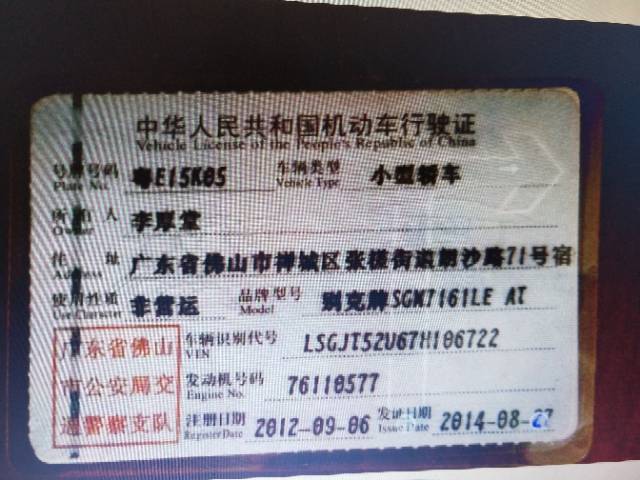 中华人民共和国机动车行驶证
Vehicle License of the People's Republic of China
号牌号码 粤E15K05 车辆类型 小型轿车
Plate No. Vehicle Type
所有人 李厚堂
Owner
住址 广东省佛山市禅城区张槎街道朗沙路71号宿
Address
使用性质 非营运 品牌型号 别克牌SGM7161LE AT
Use Character Model
广东省佛山
市公安局交
通警察支队
车辆识别代号 LSGJT52U67H106722
VIN
发动机号码 76110577
Engine No.
注册日期 2012-09-06 发证日期 2014-08-27
Register Date Issue Date